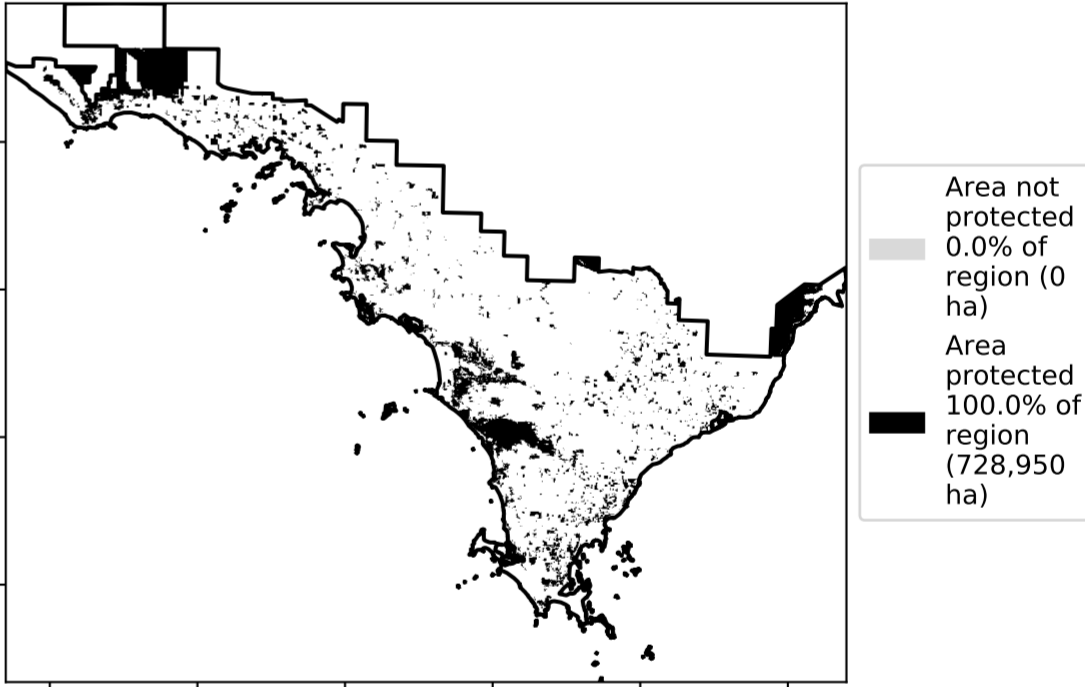 Area not
protected
0.0% of
region (0
ha)
Area
protected
100.0% of
region
(728,950
ha)